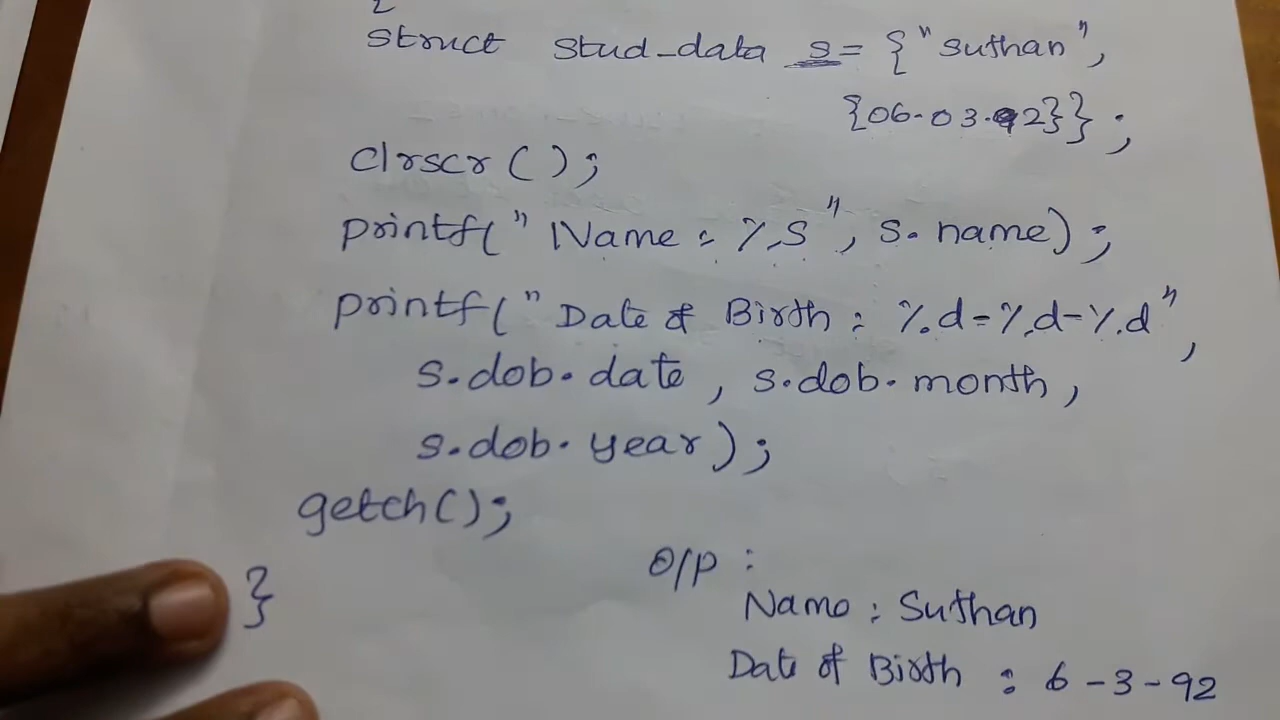 {
struct stud_data s = {"suthan",
{06.03.92}};
clrscr();
printf("Name : %s", s.name);
printf("Date of Birth : %d-%d-%d",
s.dob.date, s.dob.month,
s.dob.year);
getch();
}
O/P :
Name : Suthan
Date of Birth : 6-3-92